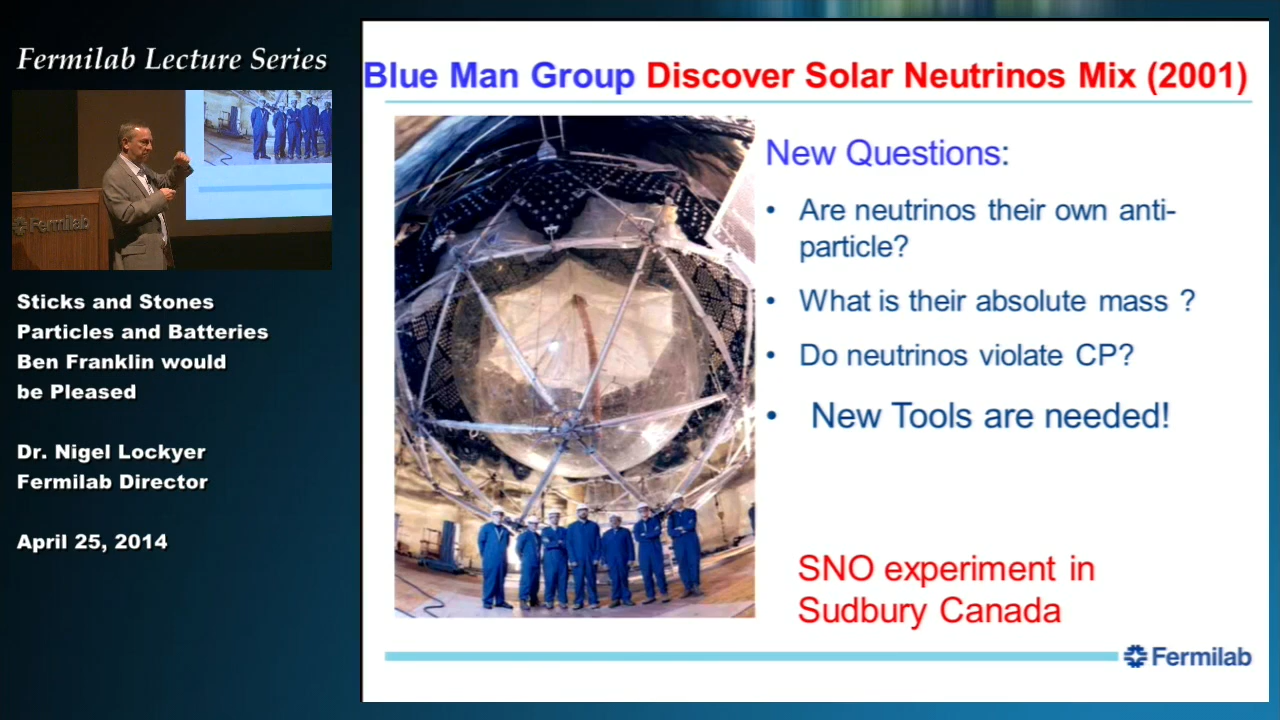 Fermilab Lecture Series
Fermilab
Sticks and Stones
Particles and Batteries
Ben Franklin would
be Pleased
Dr. Nigel Lockyer
Fermilab Director
April 25, 2014
Blue Man Group Discover Solar Neutrinos Mix (2001)
New Questions:
• Are neutrinos their own anti-
particle?
• What is their absolute mass ?
• Do neutrinos violate CP?
• New Tools are needed!
SNO experiment in
Sudbury Canada
Fermilab